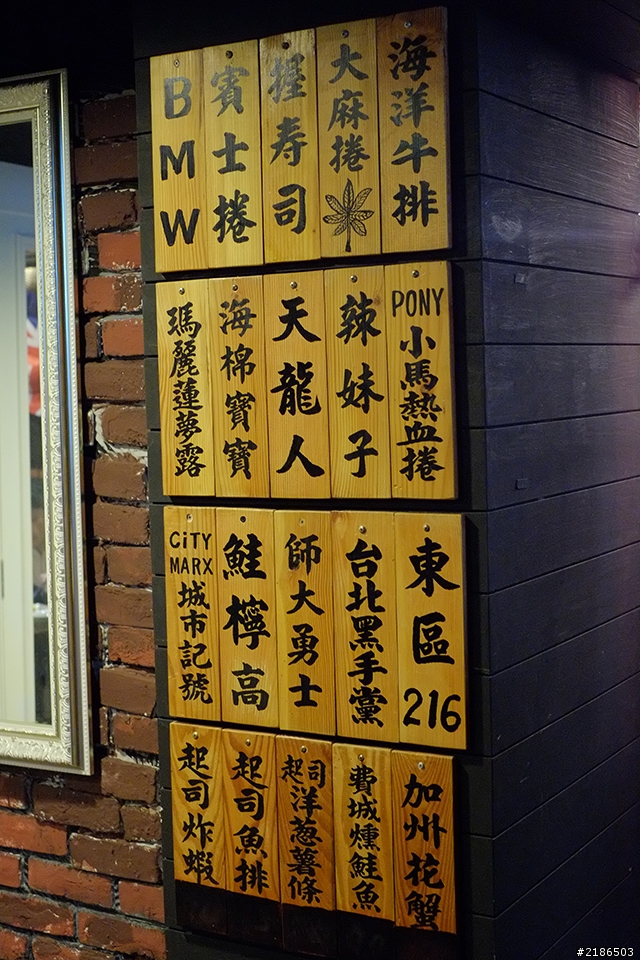 海洋牛排
大麻捲
握壽司
賓士捲
BMW
PONY
小馬熱血捲
辣妹子
天龍人
海棉寶寶
瑪麗蓮夢露
東區216
台北黑手黨
師大勇士
鮭檸高
CiTY
MARX
城市記號
加州花蟹
費城燻鮭魚
起司洋葱薯條
起司魚排
起司炸蝦
#2186503